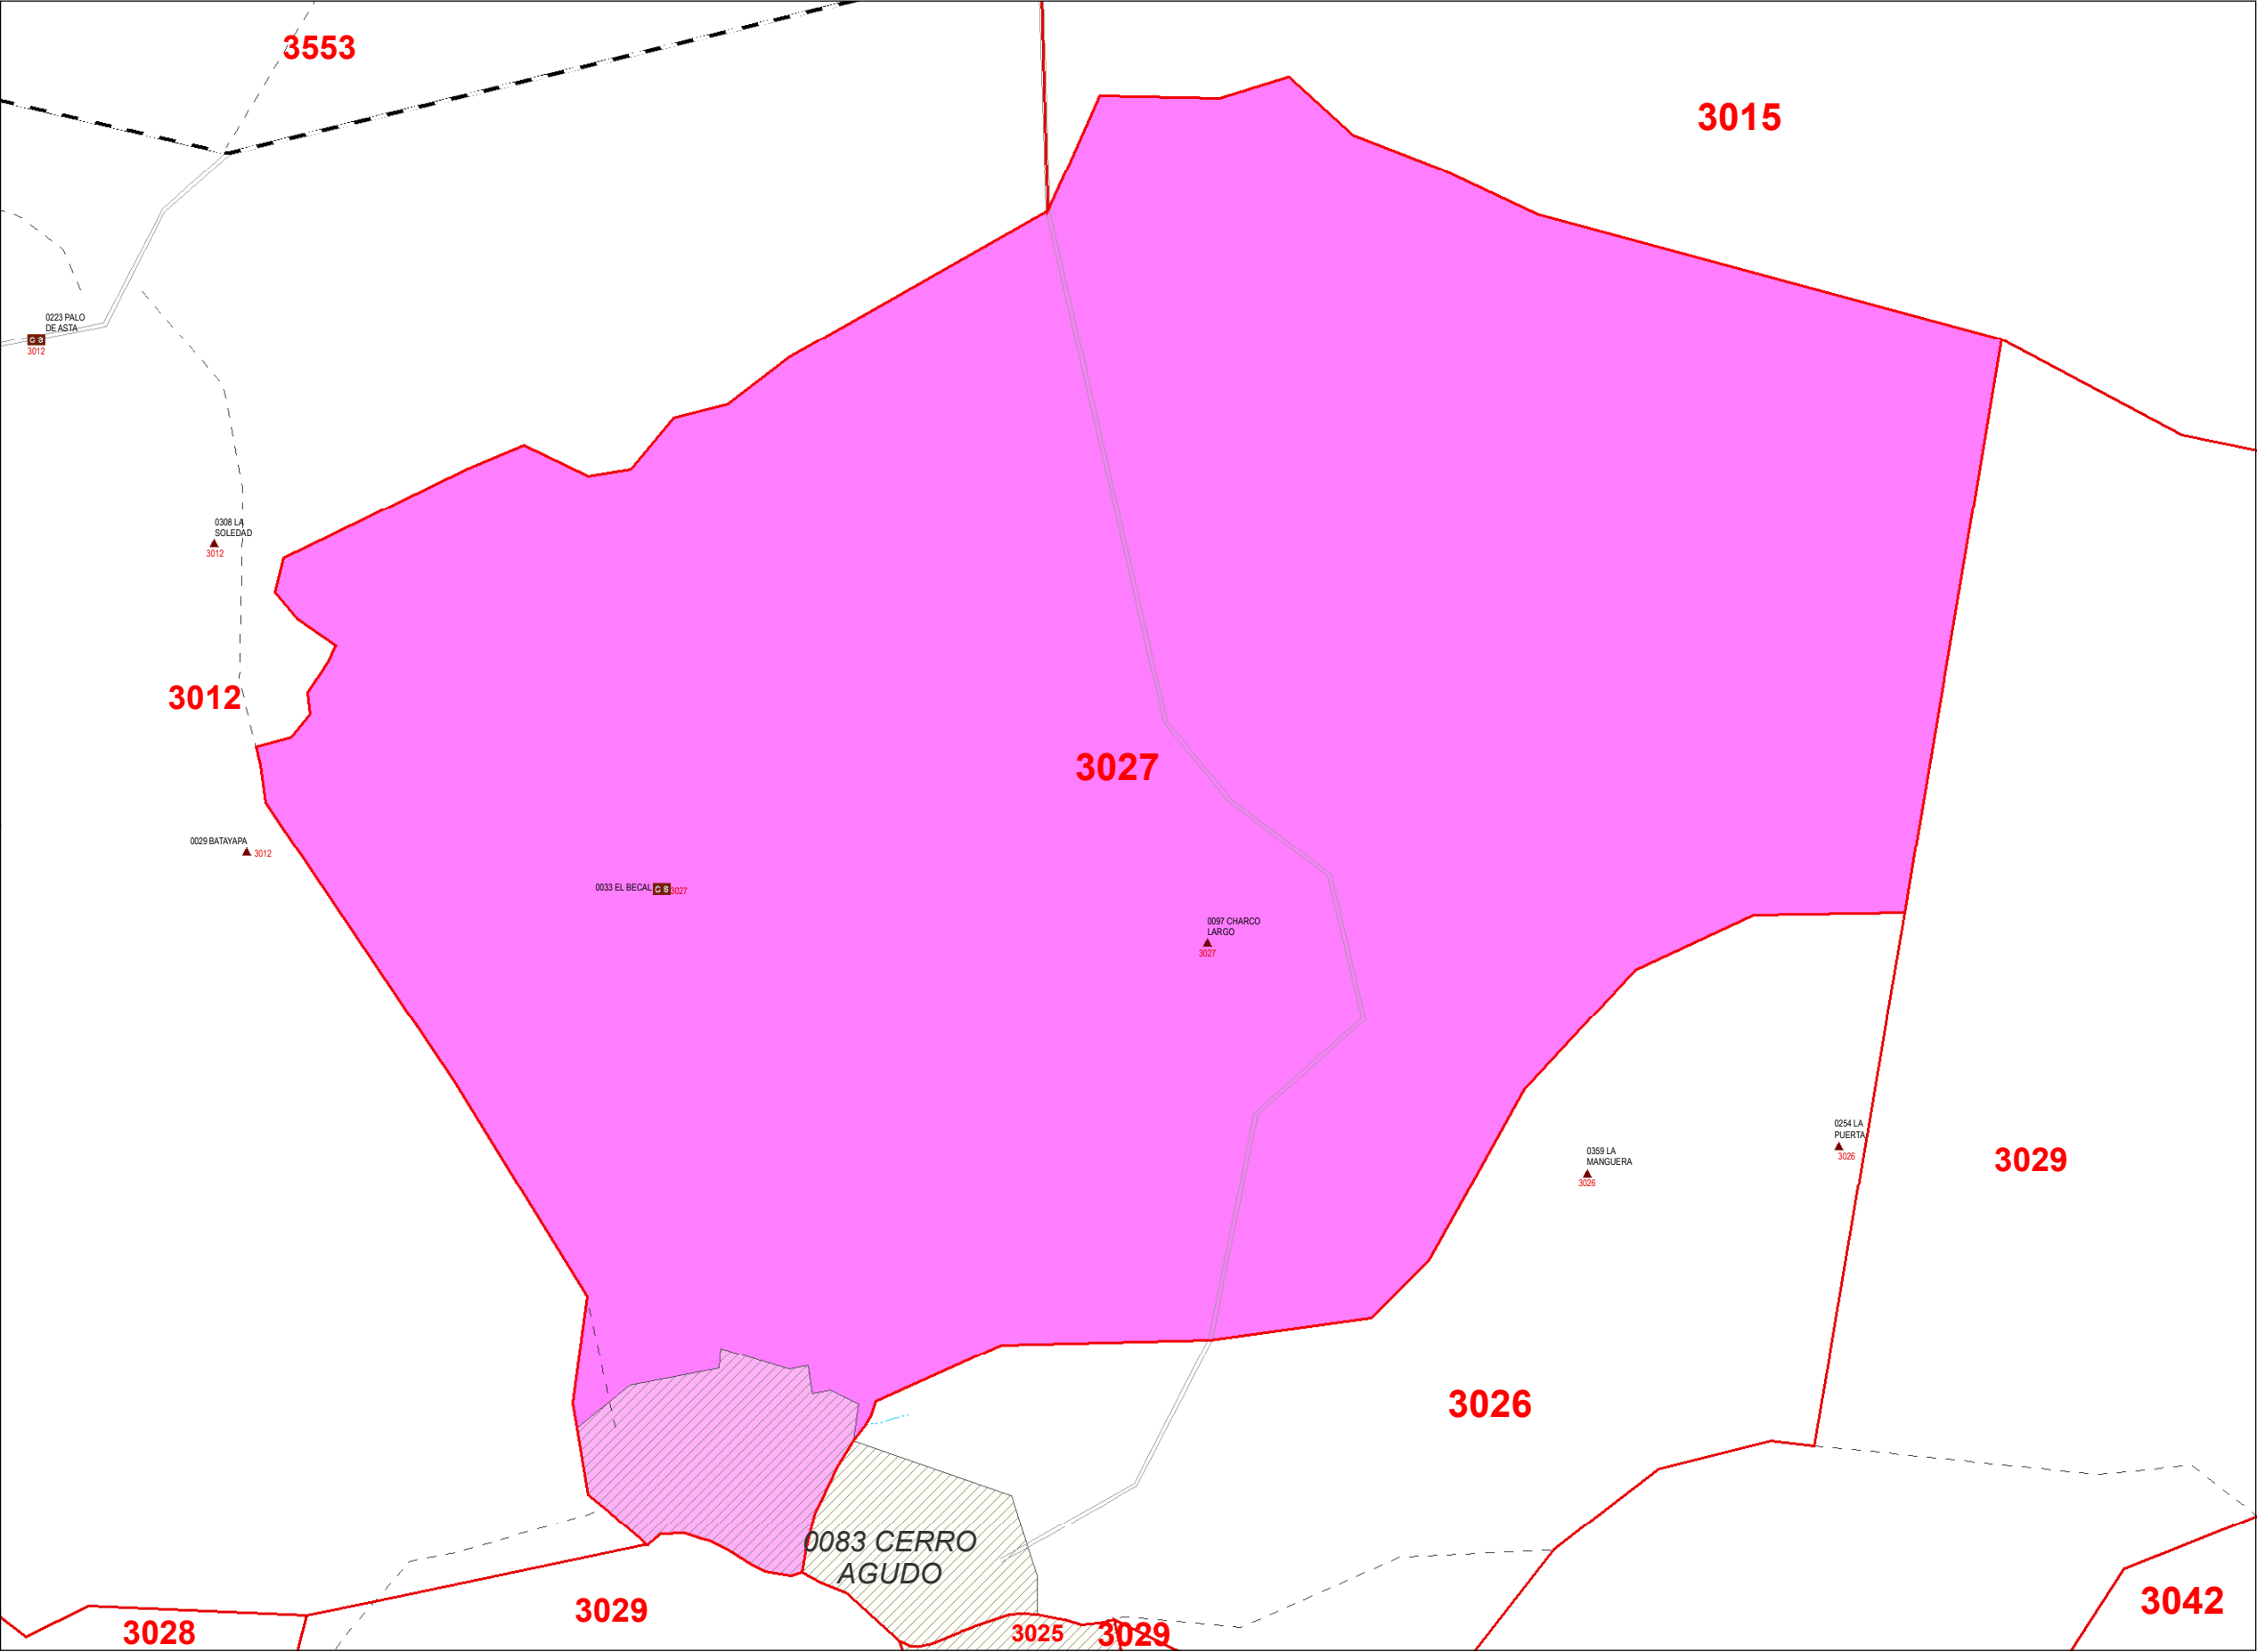 3553
3015
0223 PALO
DE ASTA
C S
3012
0308 LA
SOLEDAD
3012
3012
3027
0029 BATAYAPA
3012
0033 EL BECAL
C S
3027
0097 CHARCO
LARGO
3027
0254 LA
PUERTA
3026
0359 LA
MANGUERA
3026
3029
3026
0083 CERRO
AGUDO
3029
3028
3025
3029
3042